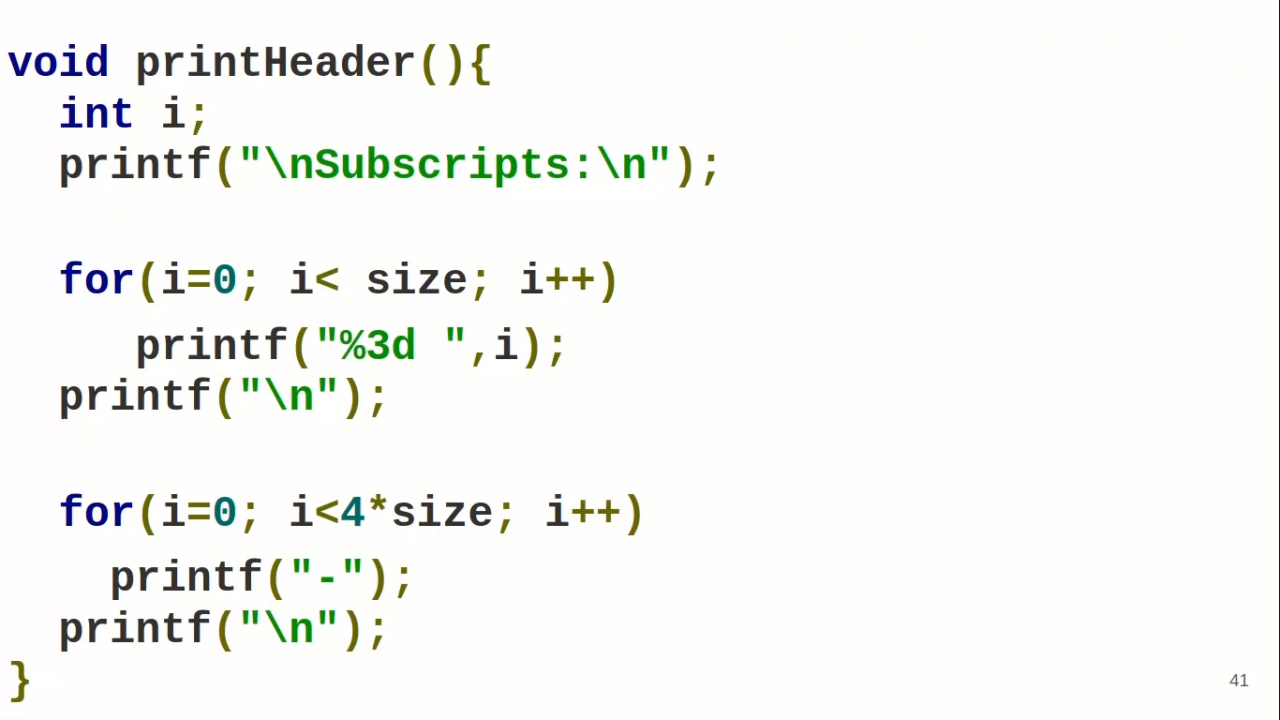 void printHeader(){
  int i;
  printf("\nSubscripts:\n");
  for(i=0; i< size; i++)
     printf("%3d ",i);
  printf("\n");
  for(i=0; i<4*size; i++)
    printf("-");
  printf("\n");
}
41